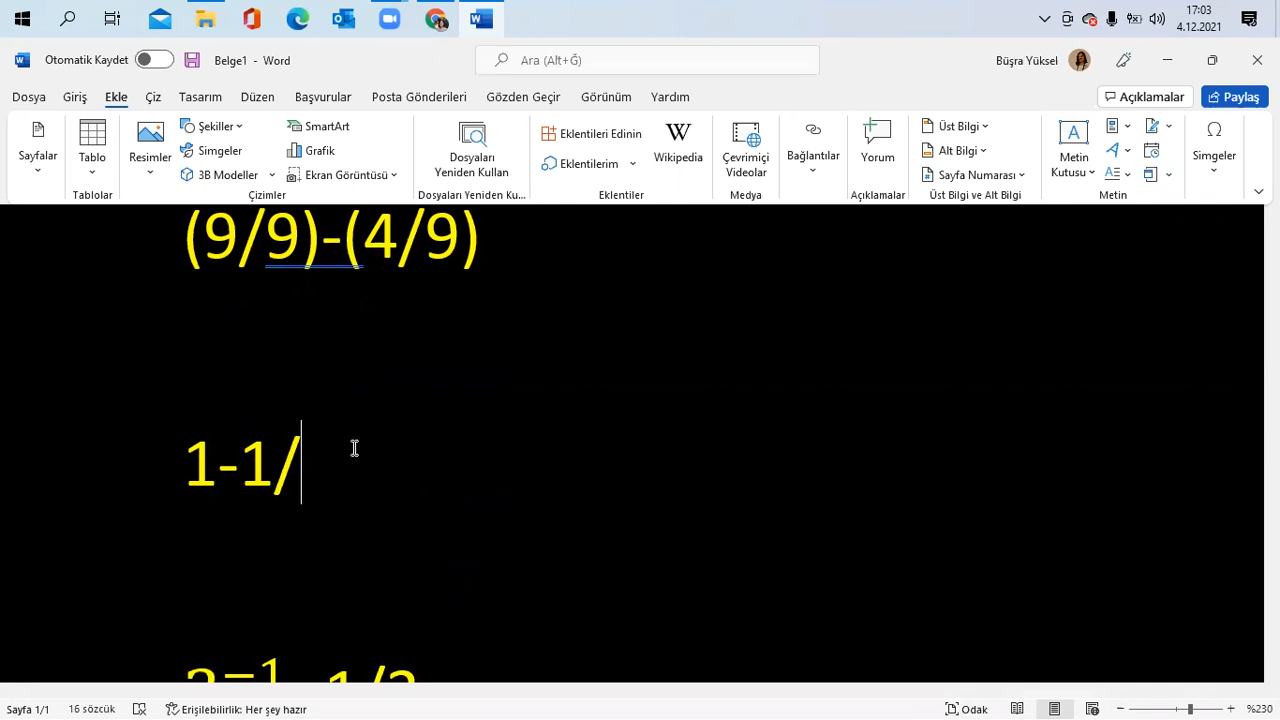 17:03
4.12.2021
Otomatik Kaydet
Belge1 - Word
Ara (Alt+Ğ)
Büşra Yüksel
Dosya Giriş Ekle Çiz Tasarım Düzen Başvurular Posta Gönderileri Gözden Geçir Görünüm Yardım Açıklamalar Paylaş
Sayfalar
Tablo
Tablolar
Resimler
Şekiller
Simgeler
3B Modeller
SmartArt
Grafik
Ekran Görüntüsü
Çizimler
Dosyaları
Yeniden Kullan
Dosyaları Yeniden Ku...
Eklentileri Edinin
Eklentilerim
Wikipedia
Eklentiler
Çevrimiçi
Videolar
Medya
Bağlantılar
Yorum
Açıklamalar
Üst Bilgi
Alt Bilgi
Sayfa Numarası
Üst Bilgi ve Alt Bilgi
Metin
Kutusu
Metin
Simgeler
(9/9)-(4/9)
1-1/
Sayfa 1/1 16 sözcük Erişilebilirlik: Her şey hazır Odak %230